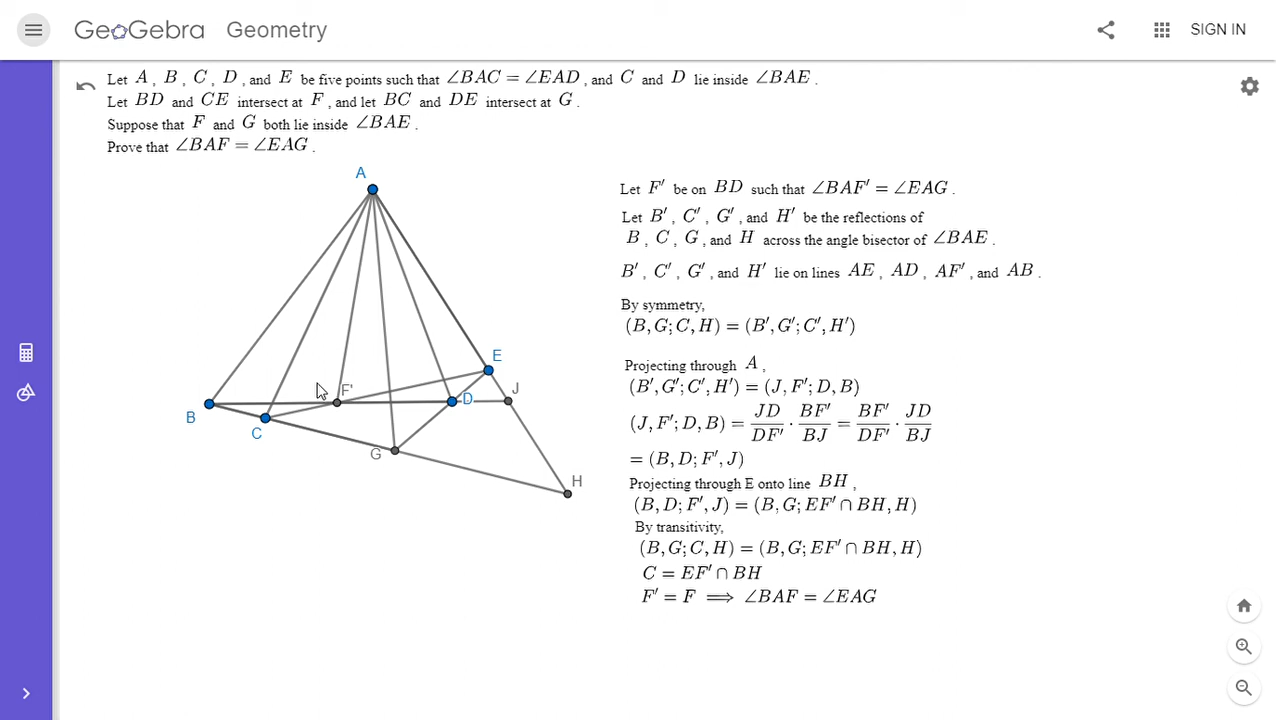 GeoGebra Geometry SIGN IN
Let A , B , C , D , and E be five points such that ∠BAC = ∠EAD , and C and D lie inside ∠BAE .
Let BD and CE intersect at F , and let BC and DE intersect at G .
Suppose that F and G both lie inside ∠BAE .
Prove that ∠BAF = ∠EAG .
A
B
C
F'
G
D
E
J
H
Let F′ be on BD such that ∠BAF′ = ∠EAG .
Let B′ , C′ , G′ , and H′ be the reflections of
B , C , G , and H across the angle bisector of ∠BAE .
B′ , C′ , G′ , and H′ lie on lines AE , AD , AF′ , and AB .
By symmetry,
(B, G; C, H) = (B′, G′; C′, H′)
Projecting through A ,
(B′, G′; C′, H′) = (J, F′; D, B)
(J, F′; D, B) = JD/DF′ · BF′/BJ = BF′/DF′ · JD/BJ
= (B, D; F′, J)
Projecting through E onto line BH ,
(B, D; F′, J) = (B, G; EF′ ∩ BH, H)
By transitivity,
(B, G; C, H) = (B, G; EF′ ∩ BH, H)
C = EF′ ∩ BH
F′ = F ⟹ ∠BAF = ∠EAG